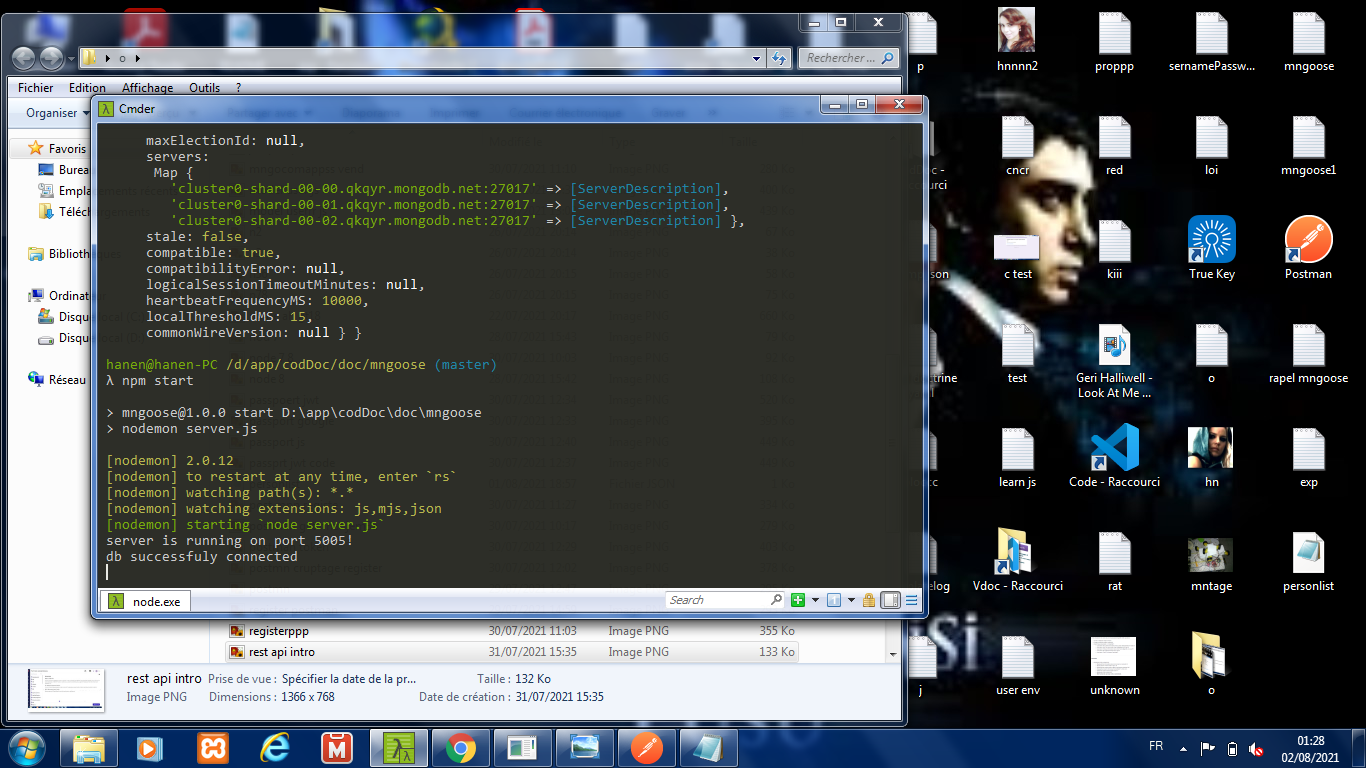 o
Rechercher ...
Fichier Edition Affichage Outils ?
Organiser
Favoris
Burea
Empla
Téléch
Biblioth
Ordinate
Disqu
Disqu
Réseau
Cmder
maxElectionId: null,
servers:
Map {
'cluster0-shard-00-00.qkqyr.mongodb.net:27017' => [ServerDescription],
'cluster0-shard-00-01.qkqyr.mongodb.net:27017' => [ServerDescription],
'cluster0-shard-00-02.qkqyr.mongodb.net:27017' => [ServerDescription] },
stale: false,
compatible: true,
compatibilityError: null,
logicalSessionTimeoutMinutes: null,
heartbeatFrequencyMS: 10000,
localThresholdMS: 15,
commonWireVersion: null } }
hanen@hanen-PC /d/app/codDoc/doc/mngoose (master)
λ npm start
> mngoose@1.0.0 start D:\app\codDoc\doc\mngoose
> nodemon server.js
[nodemon] 2.0.12
[nodemon] to restart at any time, enter `rs`
[nodemon] watching path(s): *.*
[nodemon] watching extensions: js,mjs,json
[nodemon] starting `node server.js`
server is running on port 5005!
db successfuly connected
node.exe
Search
registerppp 30/07/2021 11:03 Image PNG 355 Ko
rest api intro 31/07/2021 15:35 Image PNG 133 Ko
rest api intro Prise de vue : Spécifier la date de la p Taille : 132 Ko
Image PNG Dimensions : 1366 x 768 Date de création : 31/07/2021 15:35
p hnnnn2 proppp sernamePassw... mngoose
cncr red loi mngoose1
c test kiii True Key Postman
test Geri Halliwell - o rapel mngoose
Look At Me ...
learn js Code - Raccourci hn exp
Vdoc - Raccourci rat mntage personlist
j user env unknown o
FR 01:28
02/08/2021